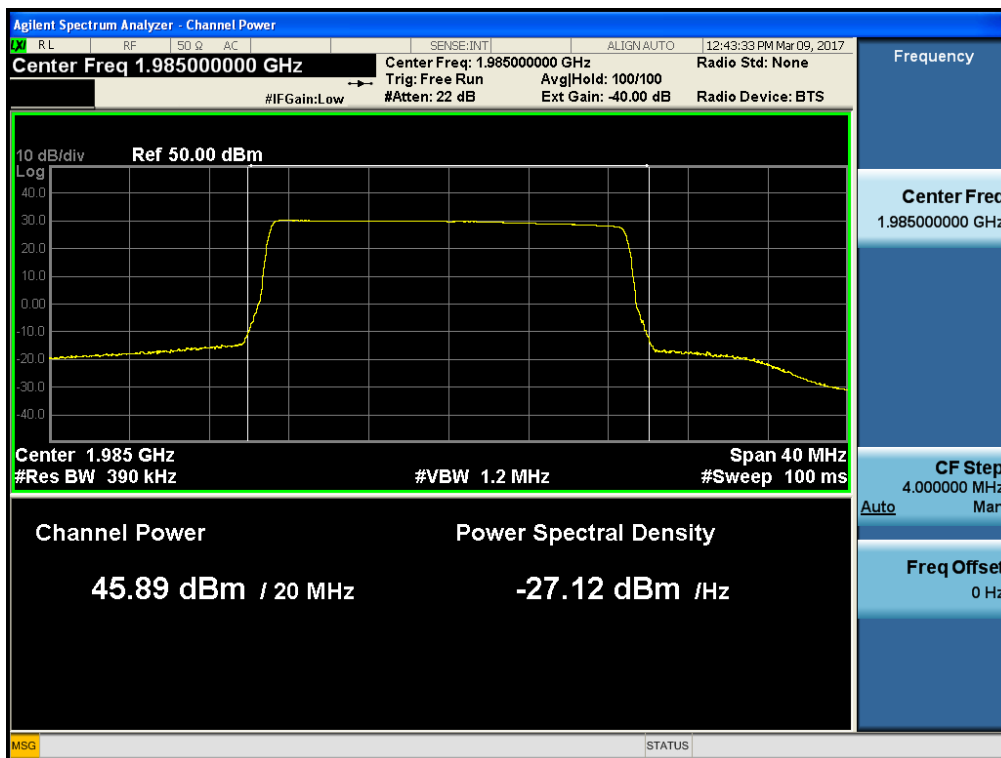 Agilent Spectrum Analyzer - Channel Power
LXI RL RF 50 Ω AC SENSE:INT ALIGN AUTO 12:43:33 PM Mar 09, 2017
Center Freq 1.985000000 GHz
Center Freq: 1.985000000 GHz Radio Std: None
Trig: Free Run Avg|Hold: 100/100
#IFGain:Low #Atten: 22 dB Ext Gain: -40.00 dB Radio Device: BTS
10 dB/div Ref 50.00 dBm
Log
40.0
30.0
20.0
10.0
0.00
-10.0
-20.0
-30.0
-40.0
Center 1.985 GHz Span 40 MHz
#Res BW 390 kHz #VBW 1.2 MHz #Sweep 100 ms
Channel Power Power Spectral Density
45.89 dBm / 20 MHz -27.12 dBm /Hz
MSG STATUS
Frequency
Center Freq
1.985000000 GHz
CF Step
4.000000 MHz
Auto Man
Freq Offset
0 Hz